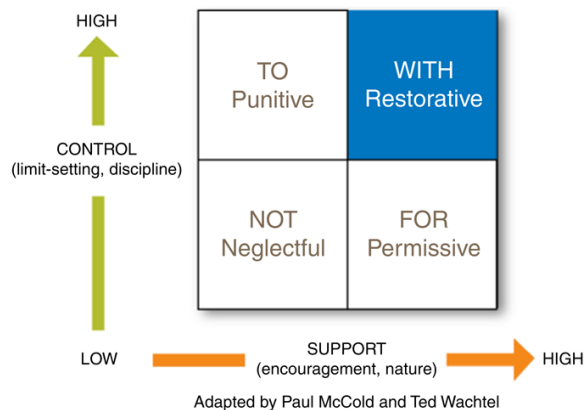 HIGH
TO
Punitive
WITH
Restorative
CONTROL
(limit-setting, discipline)
NOT
Neglectful
FOR
Permissive
LOW
SUPPORT
(encouragement, nature)
HIGH
Adapted by Paul McCold and Ted Wachtel